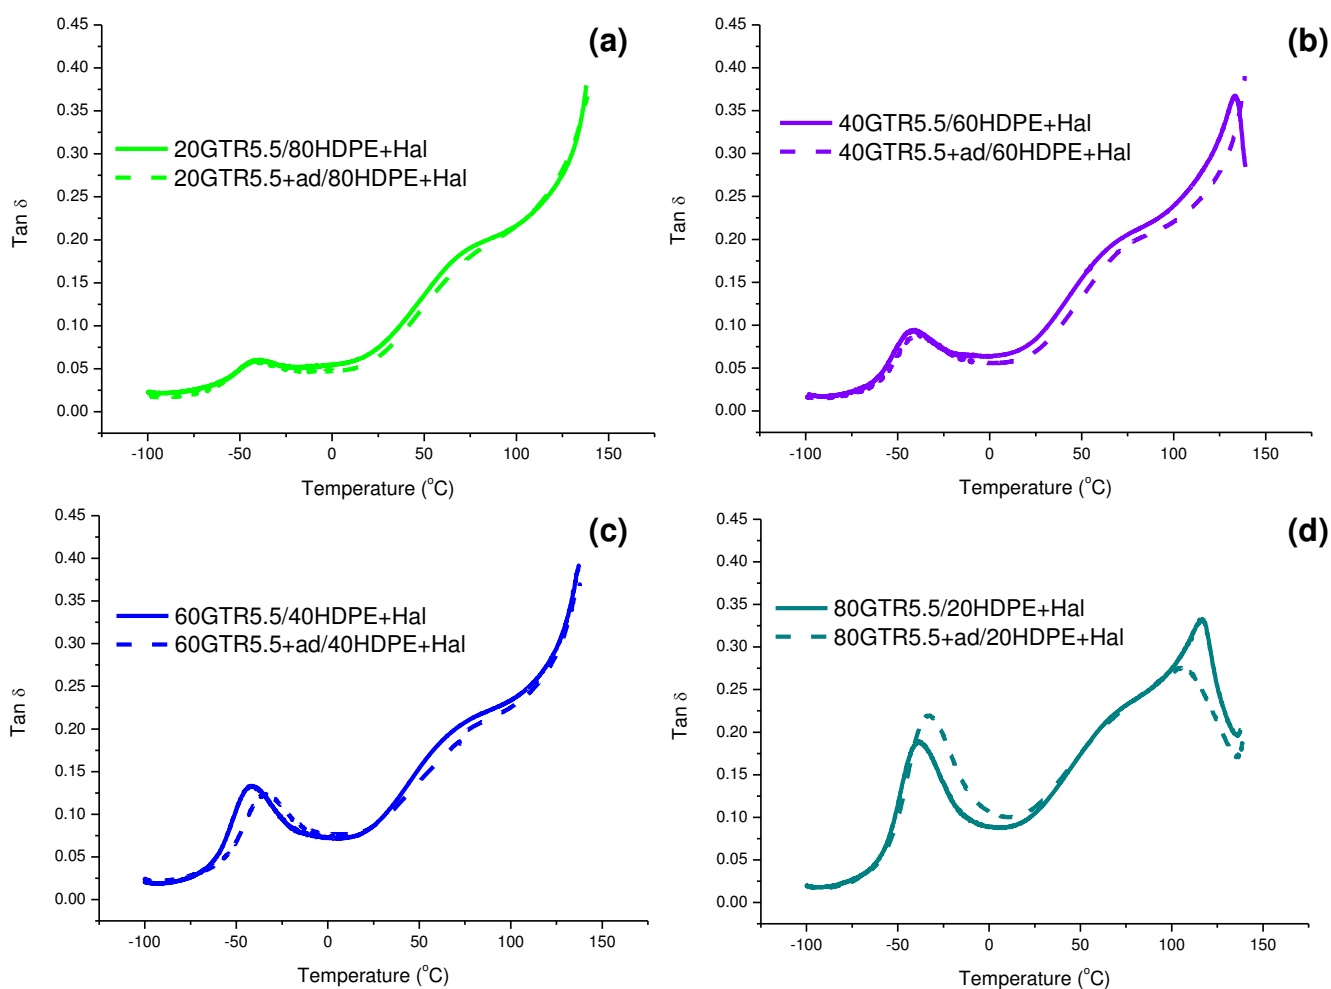 (a)
0.45
0.40
0.35
0.30
0.25
0.20
0.15
0.10
0.05
0.00
Tan δ
20GTR5.5/80HDPE+Hal
20GTR5.5+ad/80HDPE+Hal
-100 -50 0 50 100 150
Temperature (°C)
(b)
0.45
0.40
0.35
0.30
0.25
0.20
0.15
0.10
0.05
0.00
Tan δ
40GTR5.5/60HDPE+Hal
40GTR5.5+ad/60HDPE+Hal
-100 -50 0 50 100 150
Temperature (°C)
(c)
0.45
0.40
0.35
0.30
0.25
0.20
0.15
0.10
0.05
0.00
Tan δ
60GTR5.5/40HDPE+Hal
60GTR5.5+ad/40HDPE+Hal
-100 -50 0 50 100 150
Temperature (°C)
(d)
0.45
0.40
0.35
0.30
0.25
0.20
0.15
0.10
0.05
0.00
Tan δ
80GTR5.5/20HDPE+Hal
80GTR5.5+ad/20HDPE+Hal
-100 -50 0 50 100 150
Temperature (°C)